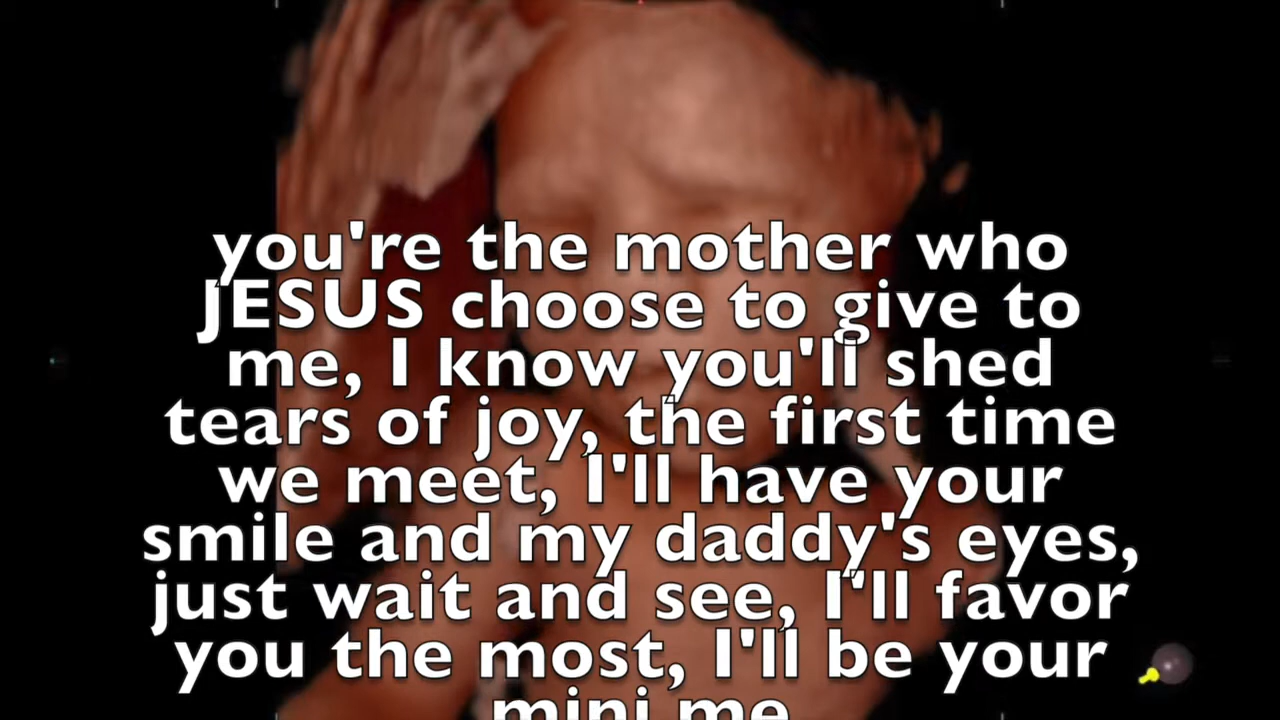 you're the mother who
JESUS choose to give to
me, I know you'll shed
tears of joy, the first time
we meet, I'll have your
smile and my daddy's eyes,
just wait and see, I'll favor
you the most, I'll be your
mini me